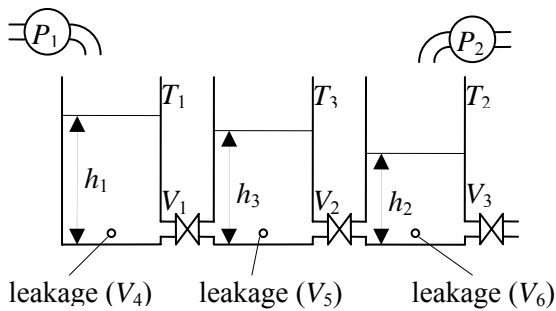 P1 P2
T1 T3 T2
h1 h3 h2
V1 V2 V3
leakage (V4) leakage (V5) leakage (V6)